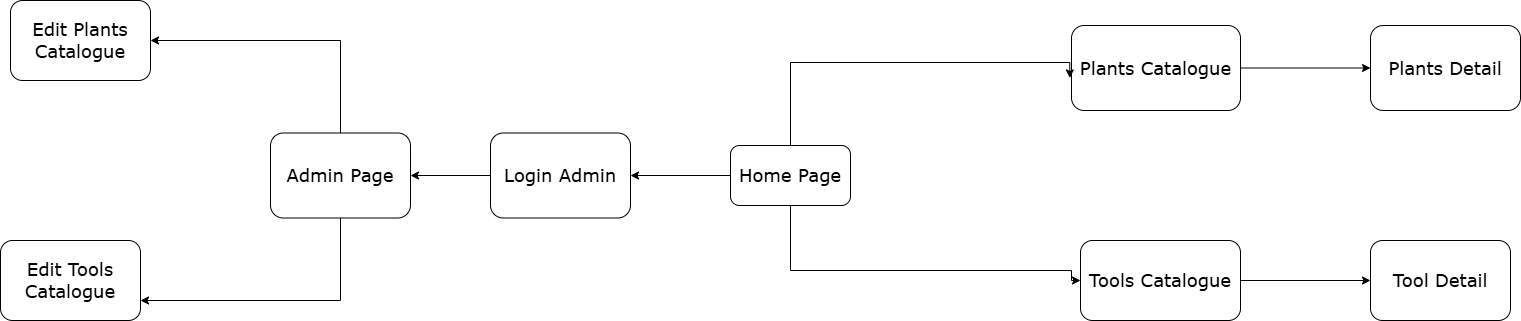 Edit Plants
Catalogue
Plants Catalogue
Plants Detail
Admin Page
Login Admin
Home Page
Edit Tools
Catalogue
Tools Catalogue
Tool Detail